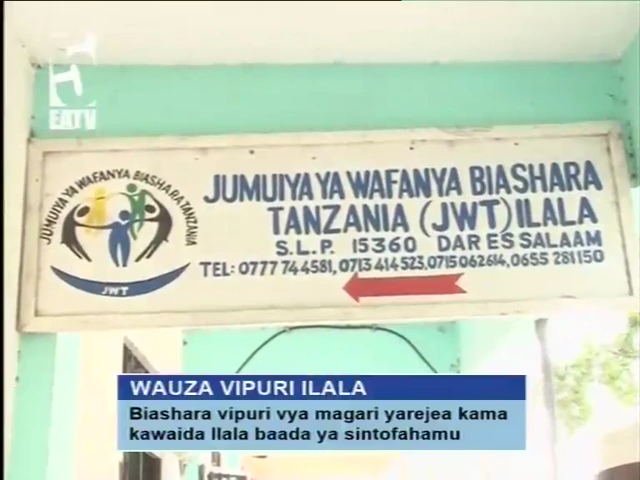 EATV
JUMUIYA YA WAFANYA BIASHARA TANZANIA
JWT
JUMUIYA YA WAFANYA BIASHARA
TANZANIA (JWT) ILALA
S.L.P. 15360 DAR ES SALAAM
TEL: 0777 744581, 0713 414 523, 0715 062614, 0655 281150
WAUZA VIPURI ILALA
Biashara vipuri vya magari yarejea kama
kawaida Ilala baada ya sintofahamu